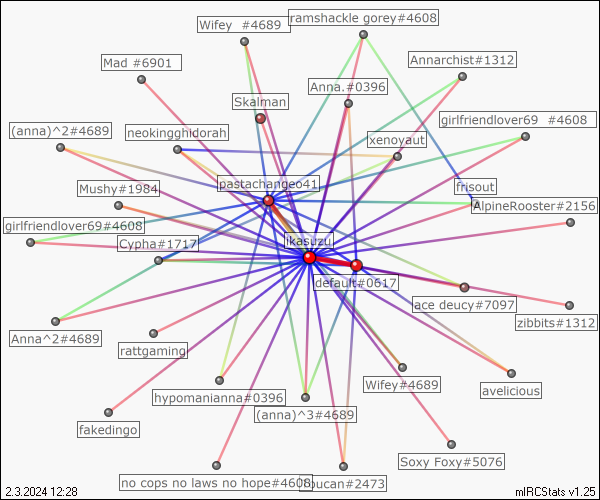 Wifey  #4689
ramshackle gorey#4608
Mad #6901
Annarchist#1312
Anna.#0396
Skalman
girlfriendlover69  #4608
(anna)^2#4689
neokingghidorah
xenoyaut
pastachangeo41
frisout
Mushy#1984
AlpineRooster#2156
girlfriendlover69#4608
Cypha#1717
ikasuzu
default#0617
ace deucy#7097
zibbits#1312
Anna^2#4689
rattgaming
Wifey#4689
avelicious
hypomanianna#0396
(anna)^3#4689
fakedingo
Soxy Foxy#5076
no cops no laws no hope#4608
#2473
2.3.2024 12:28
mIRCStats v1.25